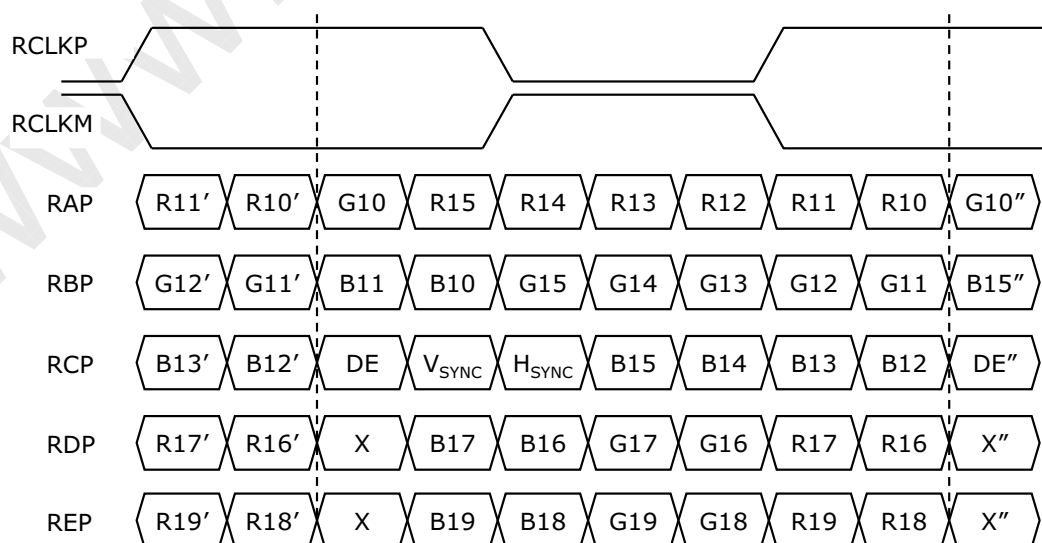 RCLKP
RCLKM
RAP R11′ R10′ G10 R15 R14 R13 R12 R11 R10 G10″
RBP G12′ G11′ B11 B10 G15 G14 G13 G12 G11 B15″
RCP B13′ B12′ DE VSYNC HSYNC B15 B14 B13 B12 DE″
RDP R17′ R16′ X B17 B16 G17 G16 R17 R16 X″
REP R19′ R18′ X B19 B18 G19 G18 R19 R18 X″